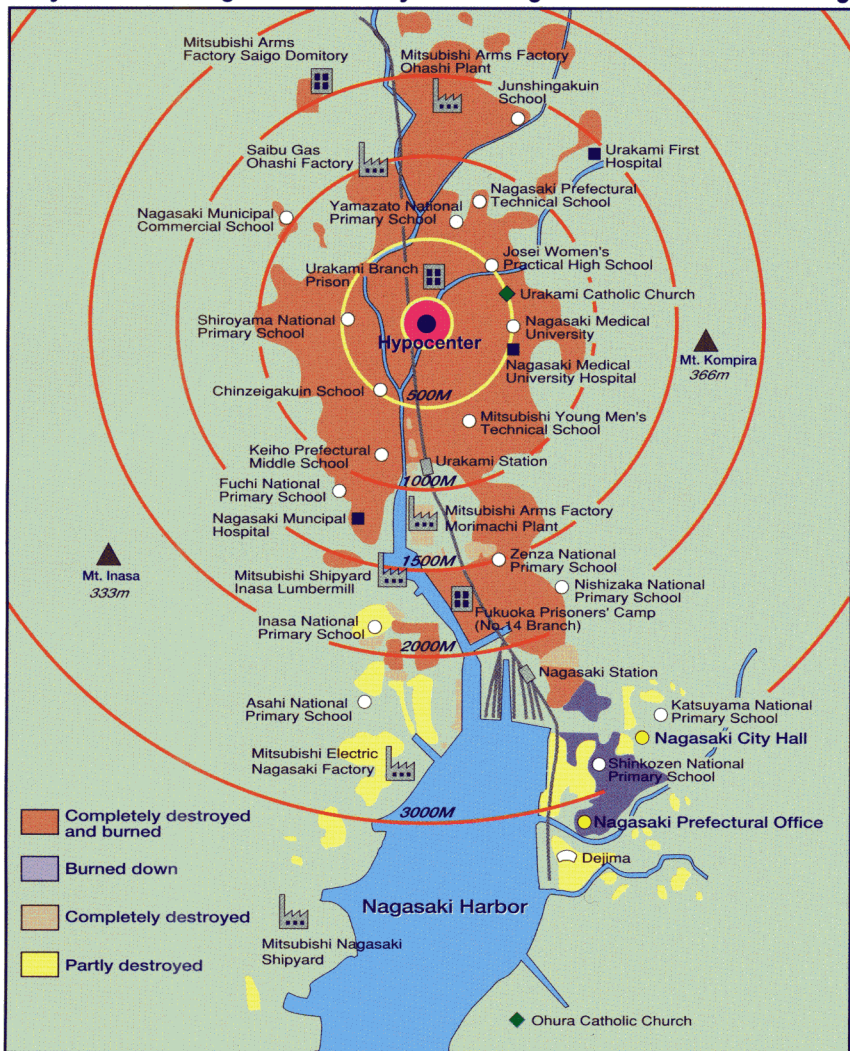 Mitsubishi Arms
Factory Saigo Domitory
Mitsubishi Arms Factory
Ohashi Plant
Junshingakuin
School
Saibu Gas
Ohashi Factory
Urakami First
Hospital
Nagasaki Municipal
Commercial School
Yamazato National
Primary School
Nagasaki Prefectural
Technical School
Josei Women's
Practical High School
Urakami Branch
Prison
Urakami Catholic Church
Shiroyama National
Primary School
Hypocenter
Nagasaki Medical
University
Nagasaki Medical
University Hospital
Mt. Kompira
366m
Chinzeigakuin School
500M
Mitsubishi Young Men's
Technical School
Keiho Prefectural
Middle School
Urakami Station
1000M
Fuchi National
Primary School
Nagasaki Muncipal
Hospital
Mitsubishi Arms Factory
Morimachi Plant
1500M
Zenza National
Primary School
Mt. Inasa
333m
Mitsubishi Shipyard
Inasa Lumbermill
Nishizaka National
Primary School
Fukuoka Prisoners' Camp
(No.14 Branch)
Inasa National
Primary School
2000M
Nagasaki Station
Asahi National
Primary School
Katsuyama National
Primary School
Nagasaki City Hall
Mitsubishi Electric
Nagasaki Factory
Shinkozen National
Primary School
3000M
Nagasaki Prefectural Office
Dejima
Completely destroyed
and burned
Burned down
Completely destroyed
Partly destroyed
Nagasaki Harbor
Mitsubishi Nagasaki
Shipyard
Ohura Catholic Church